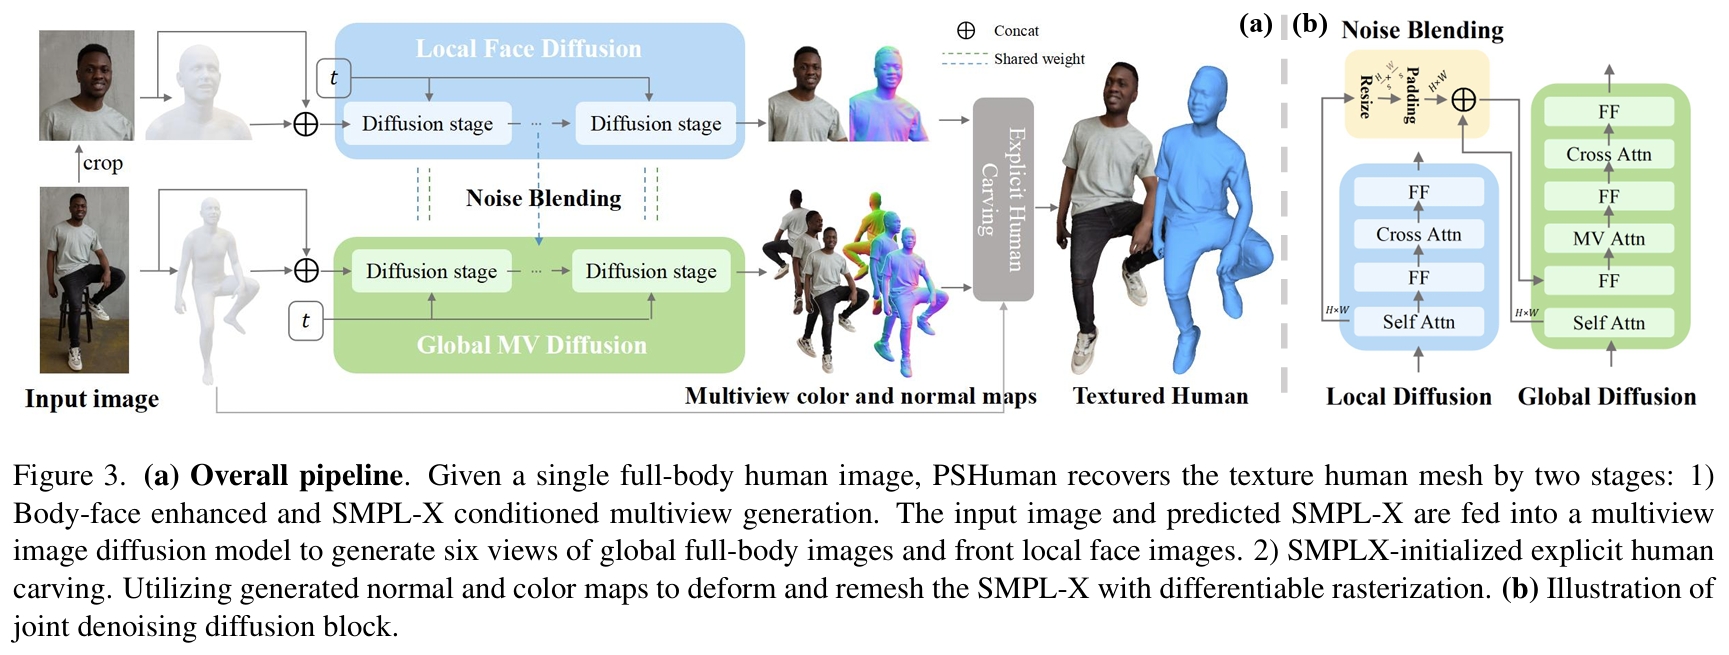 Local Face Diffusion
t
Diffusion stage
...
Diffusion stage
crop
Noise Blending
Diffusion stage
...
Diffusion stage
t
Global MV Diffusion
Input image
Concat
Shared weight
Explicit Human
Carving
Multiview color and normal maps
Textured Human
(a)
(b)
Noise Blending
Resize
H/s × W/s
Padding
H×W
FF
Cross Attn
FF
Self Attn
H×W
Local Diffusion
FF
Cross Attn
FF
MV Attn
FF
Self Attn
H×W
Global Diffusion
Figure 3. (a) Overall pipeline. Given a single full-body human image, PSHuman recovers the texture human mesh by two stages: 1)
Body-face enhanced and SMPL-X conditioned multiview generation. The input image and predicted SMPL-X are fed into a multiview
image diffusion model to generate six views of global full-body images and front local face images. 2) SMPLX-initialized explicit human
carving. Utilizing generated normal and color maps to deform and remesh the SMPL-X with differentiable rasterization. (b) Illustration of
joint denoising diffusion block.